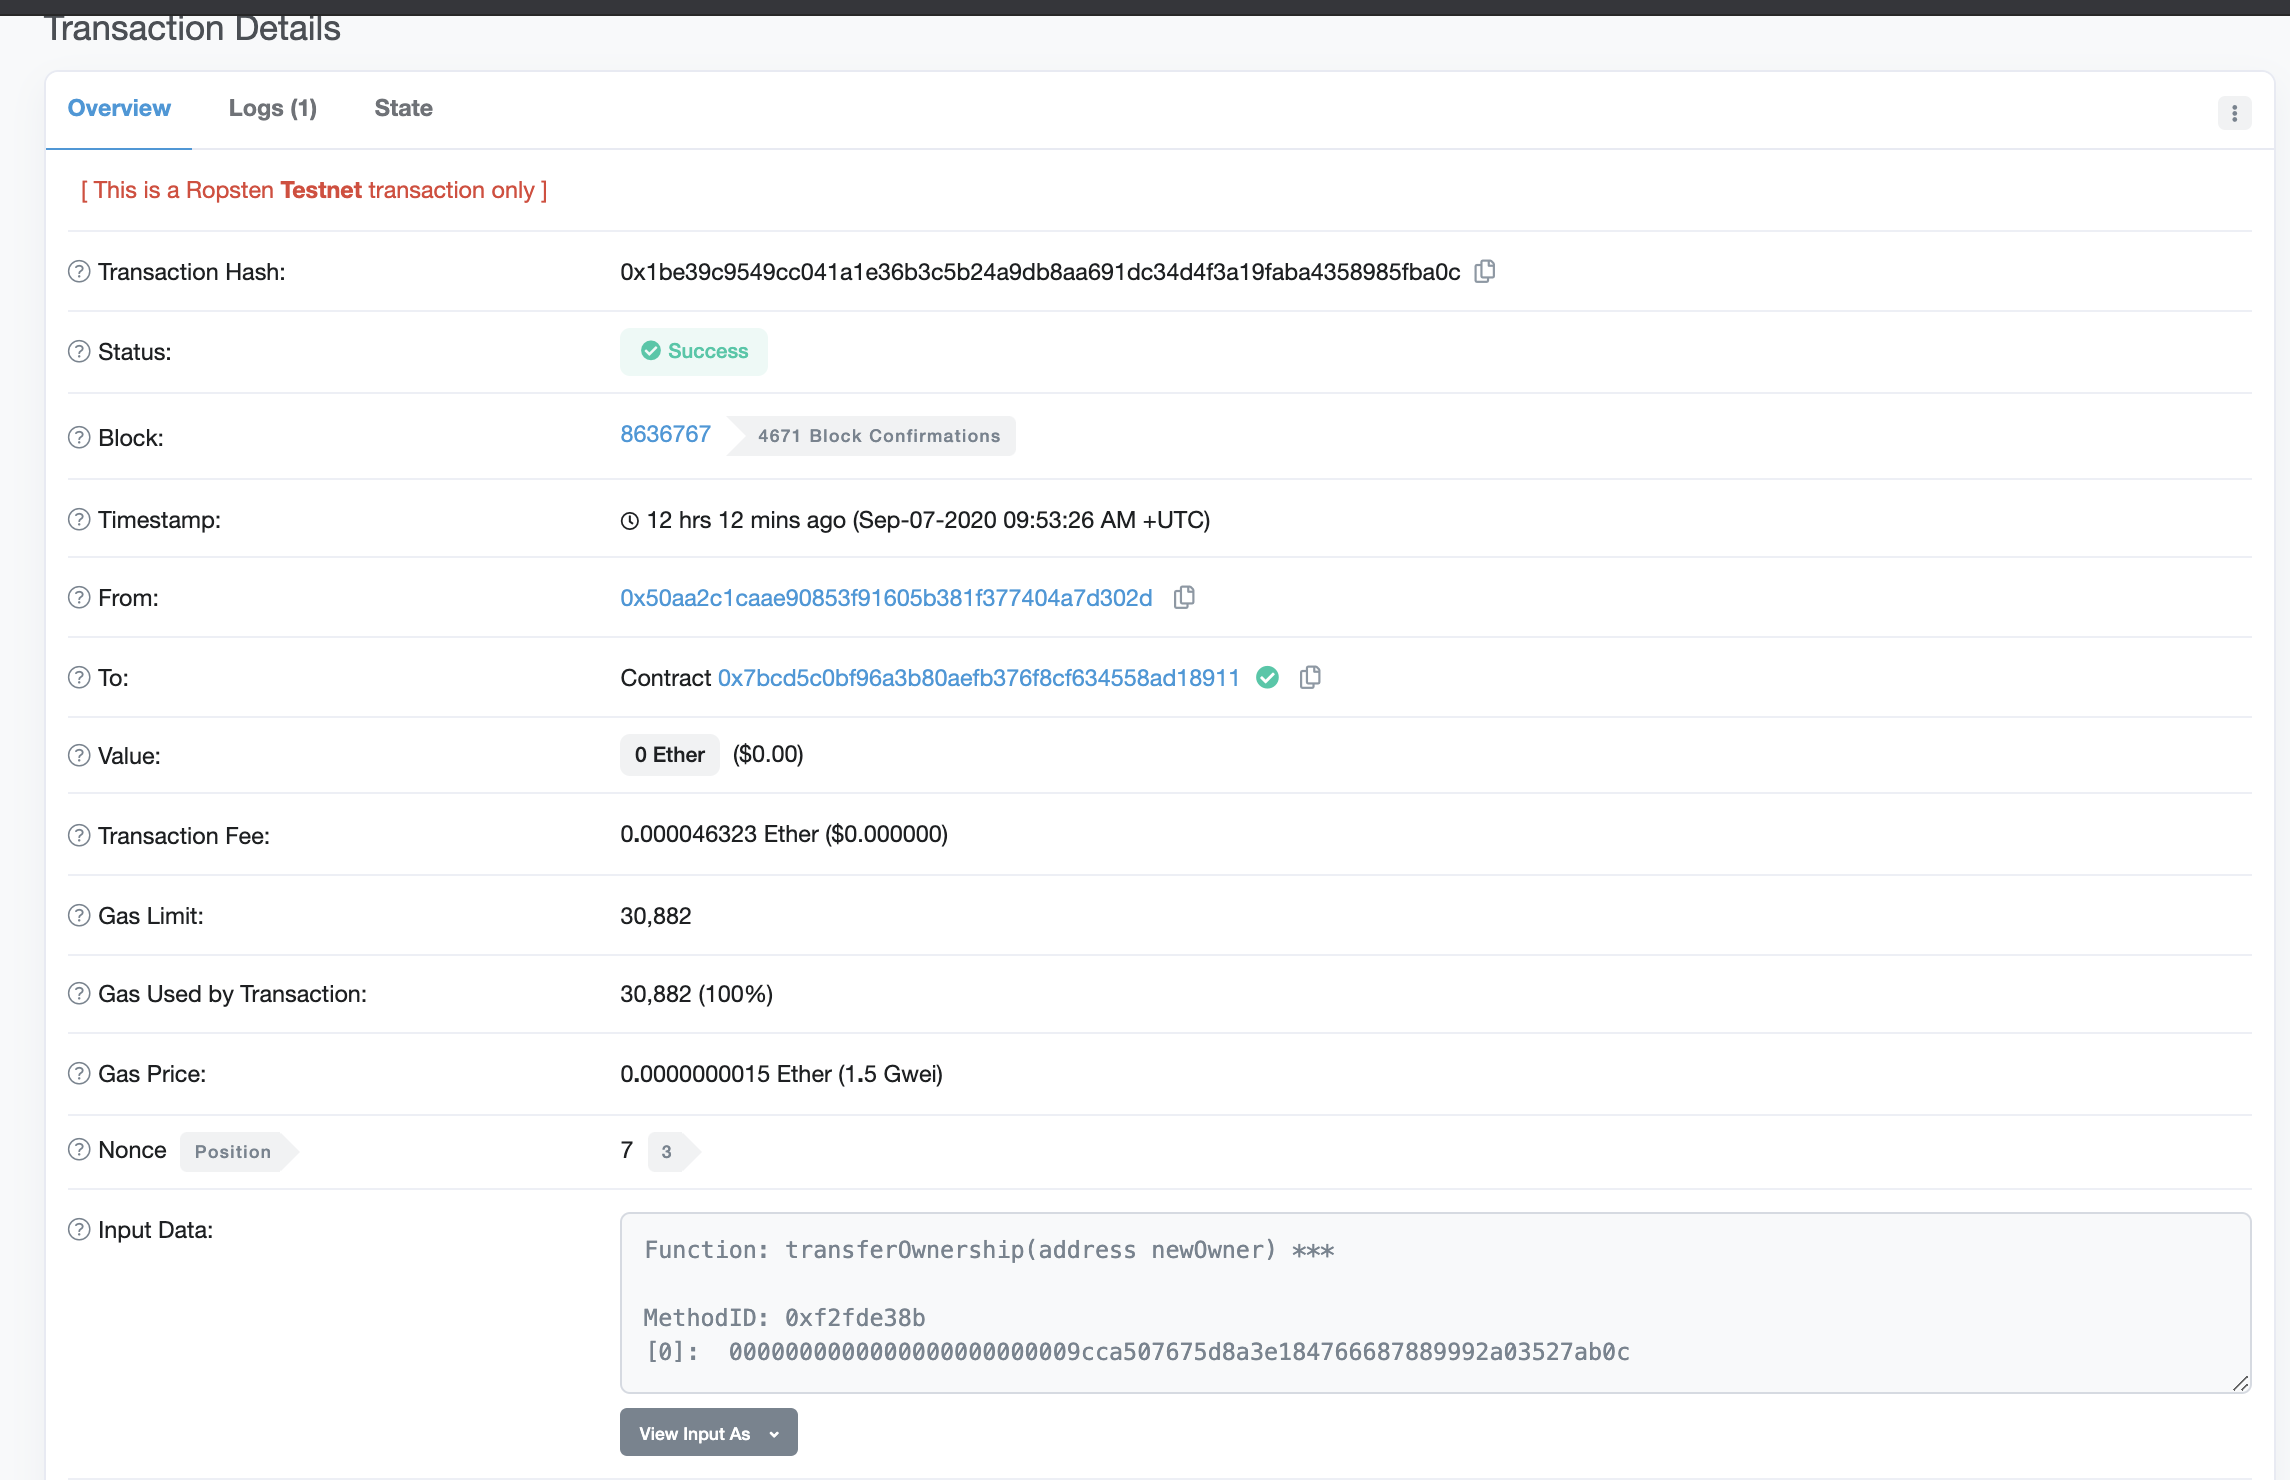 Transaction Details
Overview Logs (1) State
[ This is a Ropsten Testnet transaction only ]
Transaction Hash: 0x1be39c9549cc041a1e36b3c5b24a9db8aa691dc34d4f3a19faba4358985fba0c
Status: Success
Block: 8636767 4671 Block Confirmations
Timestamp: 12 hrs 12 mins ago (Sep-07-2020 09:53:26 AM +UTC)
From: 0x50aa2c1caae90853f91605b381f377404a7d302d
To: Contract 0x7bcd5c0bf96a3b80aefb376f8cf634558ad18911
Value: 0 Ether ($0.00)
Transaction Fee: 0.000046323 Ether ($0.000000)
Gas Limit: 30,882
Gas Used by Transaction: 30,882 (100%)
Gas Price: 0.0000000015 Ether (1.5 Gwei)
Nonce Position 7 3
Input Data:
Function: transferOwnership(address newOwner) ***
MethodID: 0xf2fde38b
[0]: 0000000000000000000000009cca507675d8a3e184766687889992a03527ab0c
View Input As